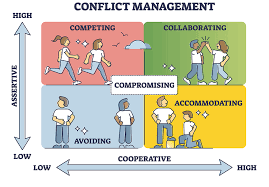 CONFLICT MANAGEMENT
HIGH
COMPETING
COLLABORATING
ASSERTIVE
COMPROMISING
ACCOMMODATING
AVOIDING
LOW
COOPERATIVE
LOW
HIGH